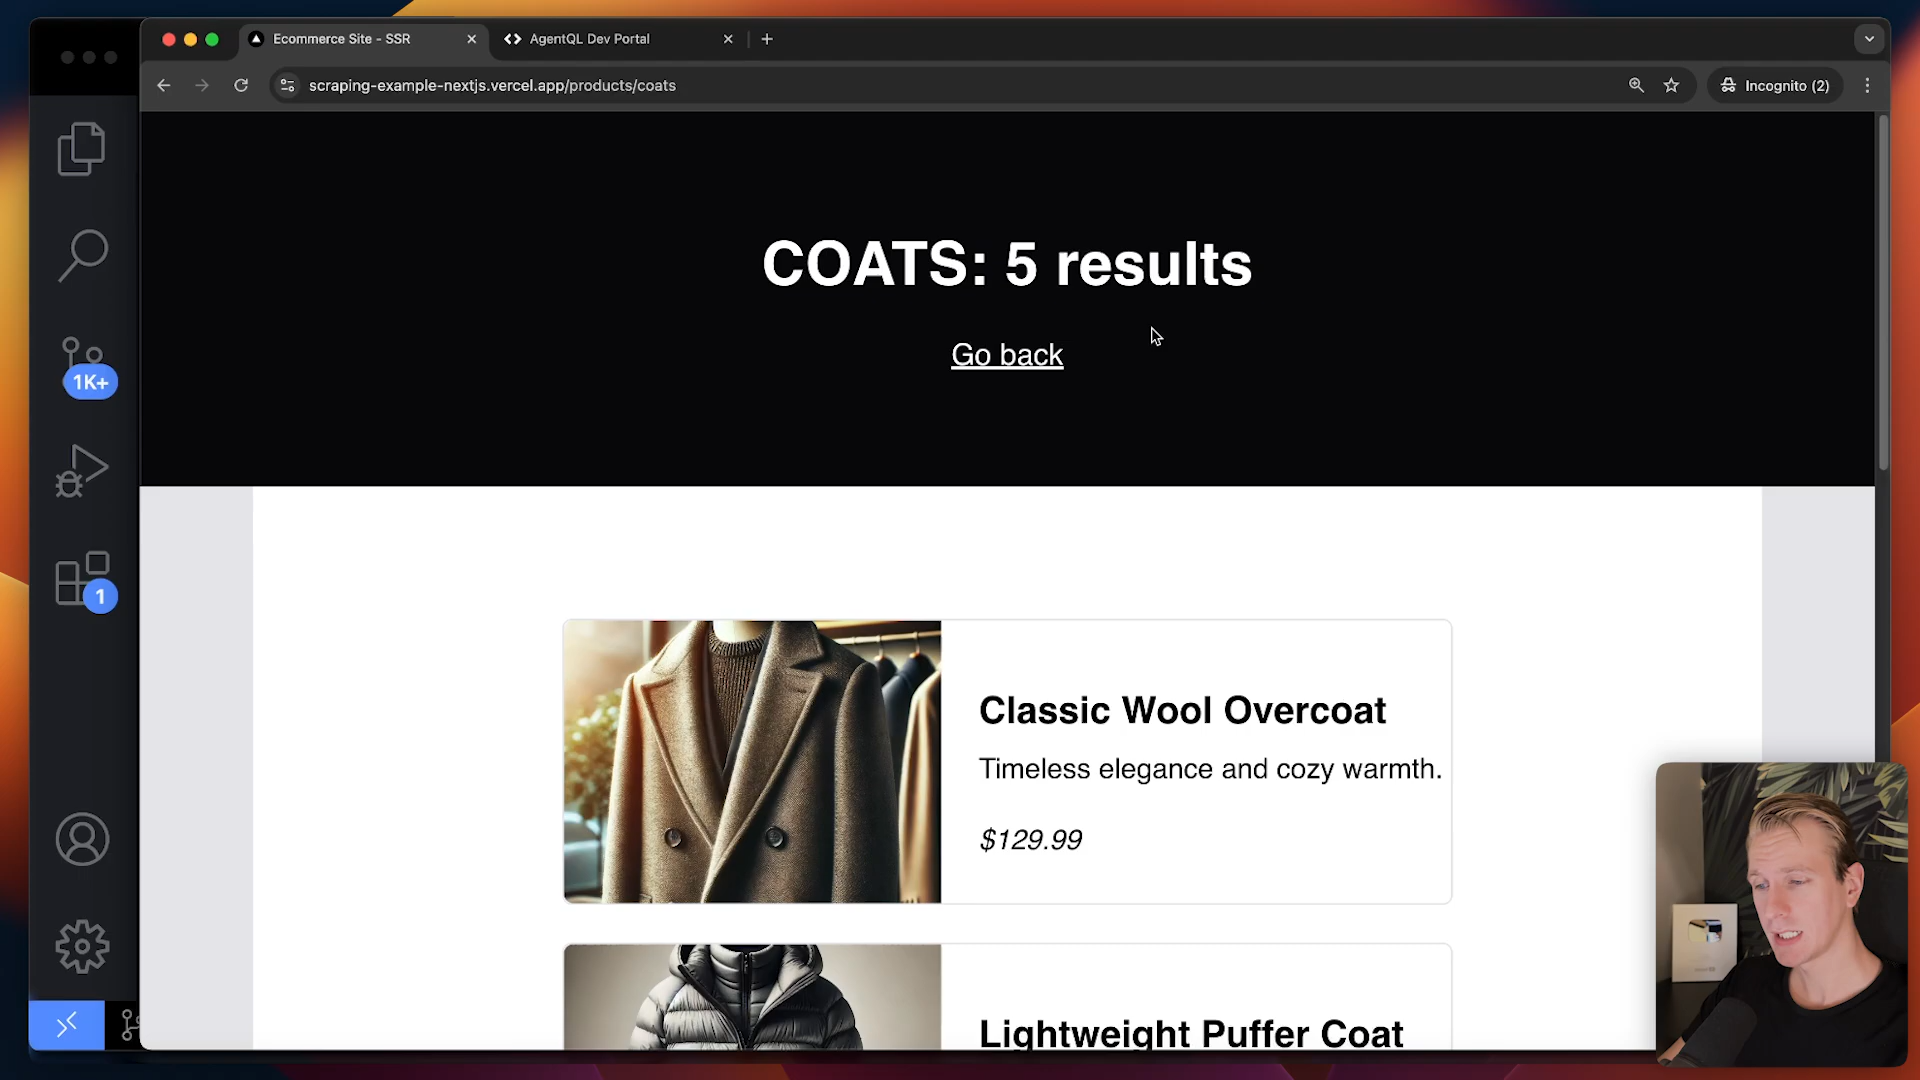 Ecommerce Site - SSR
AgentQL Dev Portal
scraping-example-nextjs.vercel.app/products/coats
Incognito (2)
COATS: 5 results
Go back
1K+
1
Classic Wool Overcoat
Timeless elegance and cozy warmth.
$129.99
Lightweight Puffer Coat